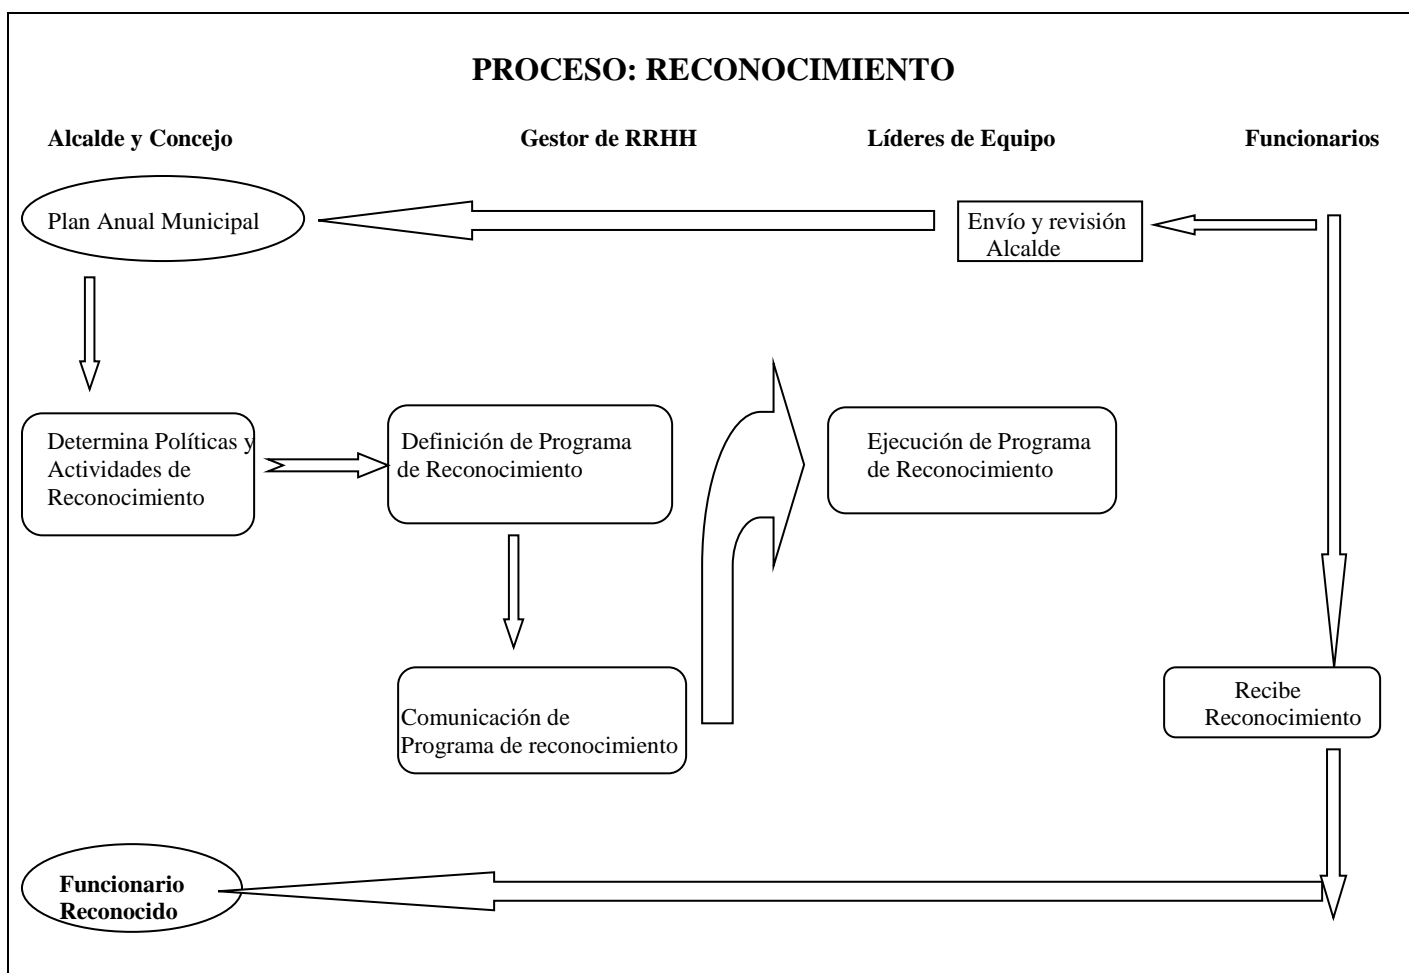 PROCESO: RECONOCIMIENTO
Alcalde y Concejo
Gestor de RRHH
Líderes de Equipo
Funcionarios
Plan Anual Municipal
Envío y revisión
Alcalde
Determina Políticas y
Actividades de
Reconocimiento
Definición de Programa
de Reconocimiento
Ejecución de Programa
de Reconocimiento
Comunicación de
Programa de reconocimiento
Recibe
Reconocimiento
Funcionario
Reconocido